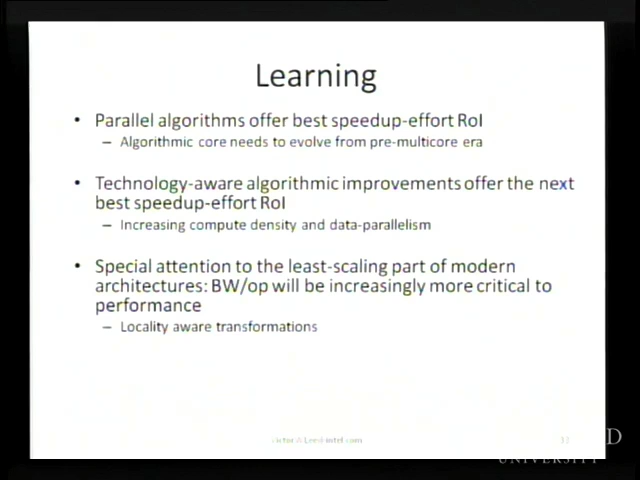 Learning
• Parallel algorithms offer best speedup-effort RoI
– Algorithmic core needs to evolve from pre-multicore era
• Technology-aware algorithmic improvements offer the next
best speedup-effort RoI
– Increasing compute density and data-parallelism
• Special attention to the least-scaling part of modern
architectures: BW/op will be increasingly more critical to
performance
– Locality aware transformations
D
UNIVERSITY